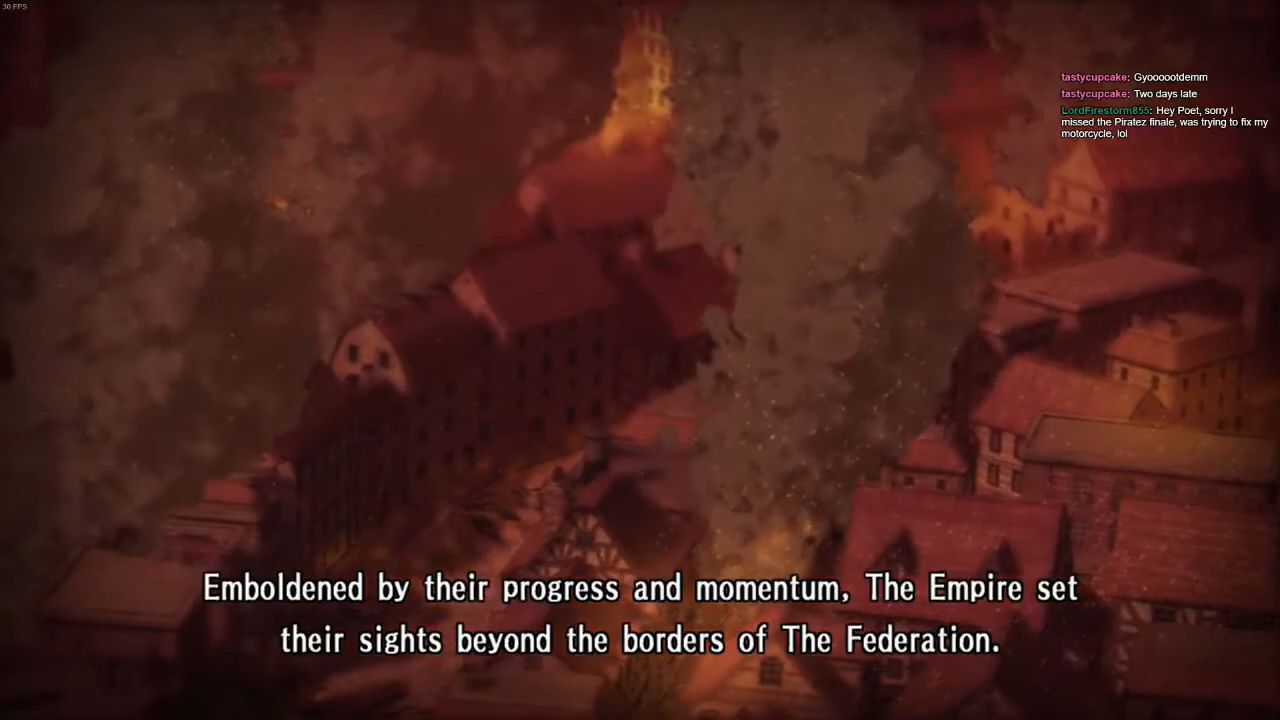 30 FPS
tastycupcake: Gyoooootdemm
tastycupcake: Two days late
LordFirestorm855: Hey Poet, sorry I
missed the Piratez finale, was trying to fix my
motorcycle, lol
Emboldened by their progress and momentum, The Empire set
their sights beyond the borders of The Federation.